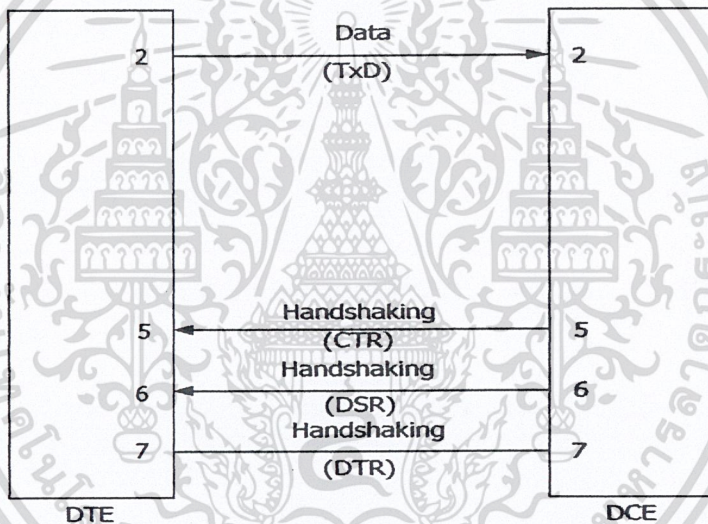 Data
2 2
(TxD)
Handshaking
5 5
(CTR)
Handshaking
6 6
(DSR)
Handshaking
7 7
(DTR)
DTE DCE